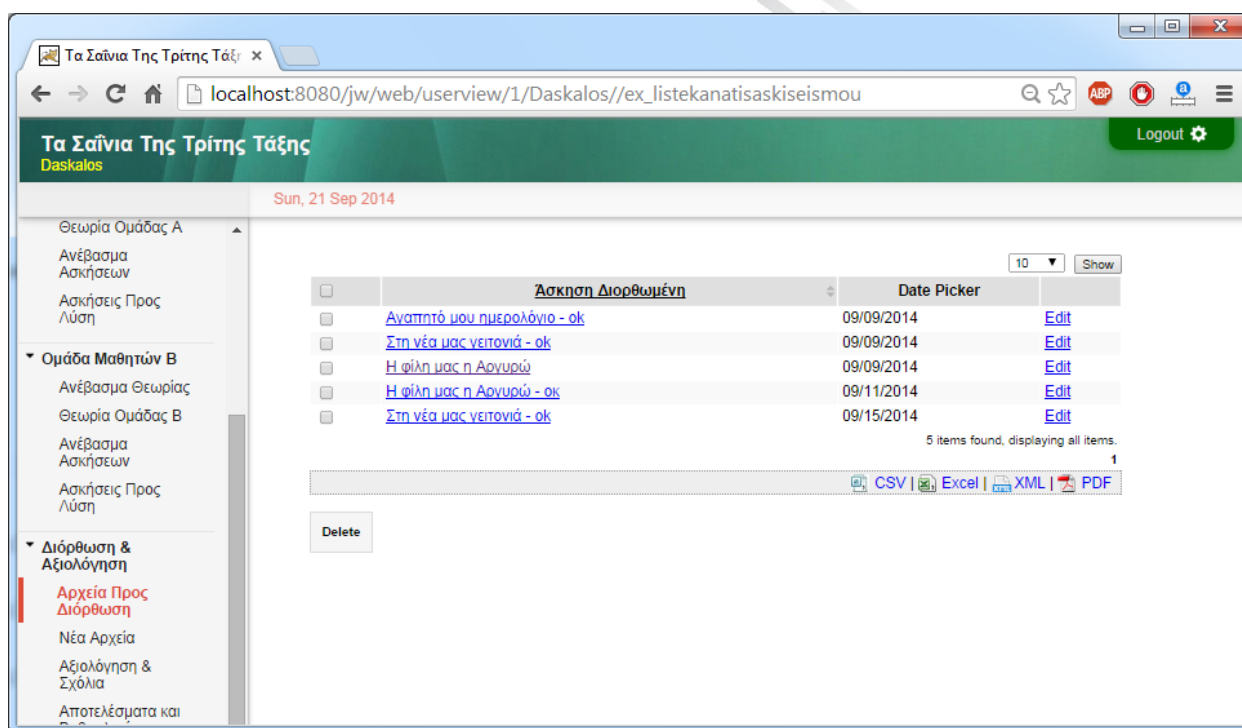 Τα Σαΐνια Της Τρίτης Τάξη
localhost:8080/jw/web/userview/1/Daskalos//ex_listekanatisaskiseismou
ABP
Τα Σαΐνια Της Τρίτης Τάξης
Daskalos
Logout
Sun, 21 Sep 2014
Θεωρία Ομάδας Α
Ανέβασμα
Ασκήσεων
Ασκήσεις Προς
Λύση
Ομάδα Μαθητών Β
Ανέβασμα Θεωρίας
Θεωρία Ομάδας Β
Ανέβασμα
Ασκήσεων
Ασκήσεις Προς
Λύση
Διόρθωση &
Αξιολόγηση
Αρχεία Προς
Διόρθωση
Νέα Αρχεία
Αξιολόγηση &
Σχόλια
Αποτελέσματα και
10 Show
Άσκηση Διορθωμένη Date Picker
Αγαπητό μου ημερολόγιο - ok 09/09/2014 Edit
Στη νέα μας γειτονιά - ok 09/09/2014 Edit
Η φίλη μας η Αργυρώ 09/09/2014 Edit
Η φίλη μας η Αργυρώ - οκ 09/11/2014 Edit
Στη νέα μας γειτονιά - ok 09/15/2014 Edit
5 items found, displaying all items.
1
CSV | Excel | XML | PDF
Delete